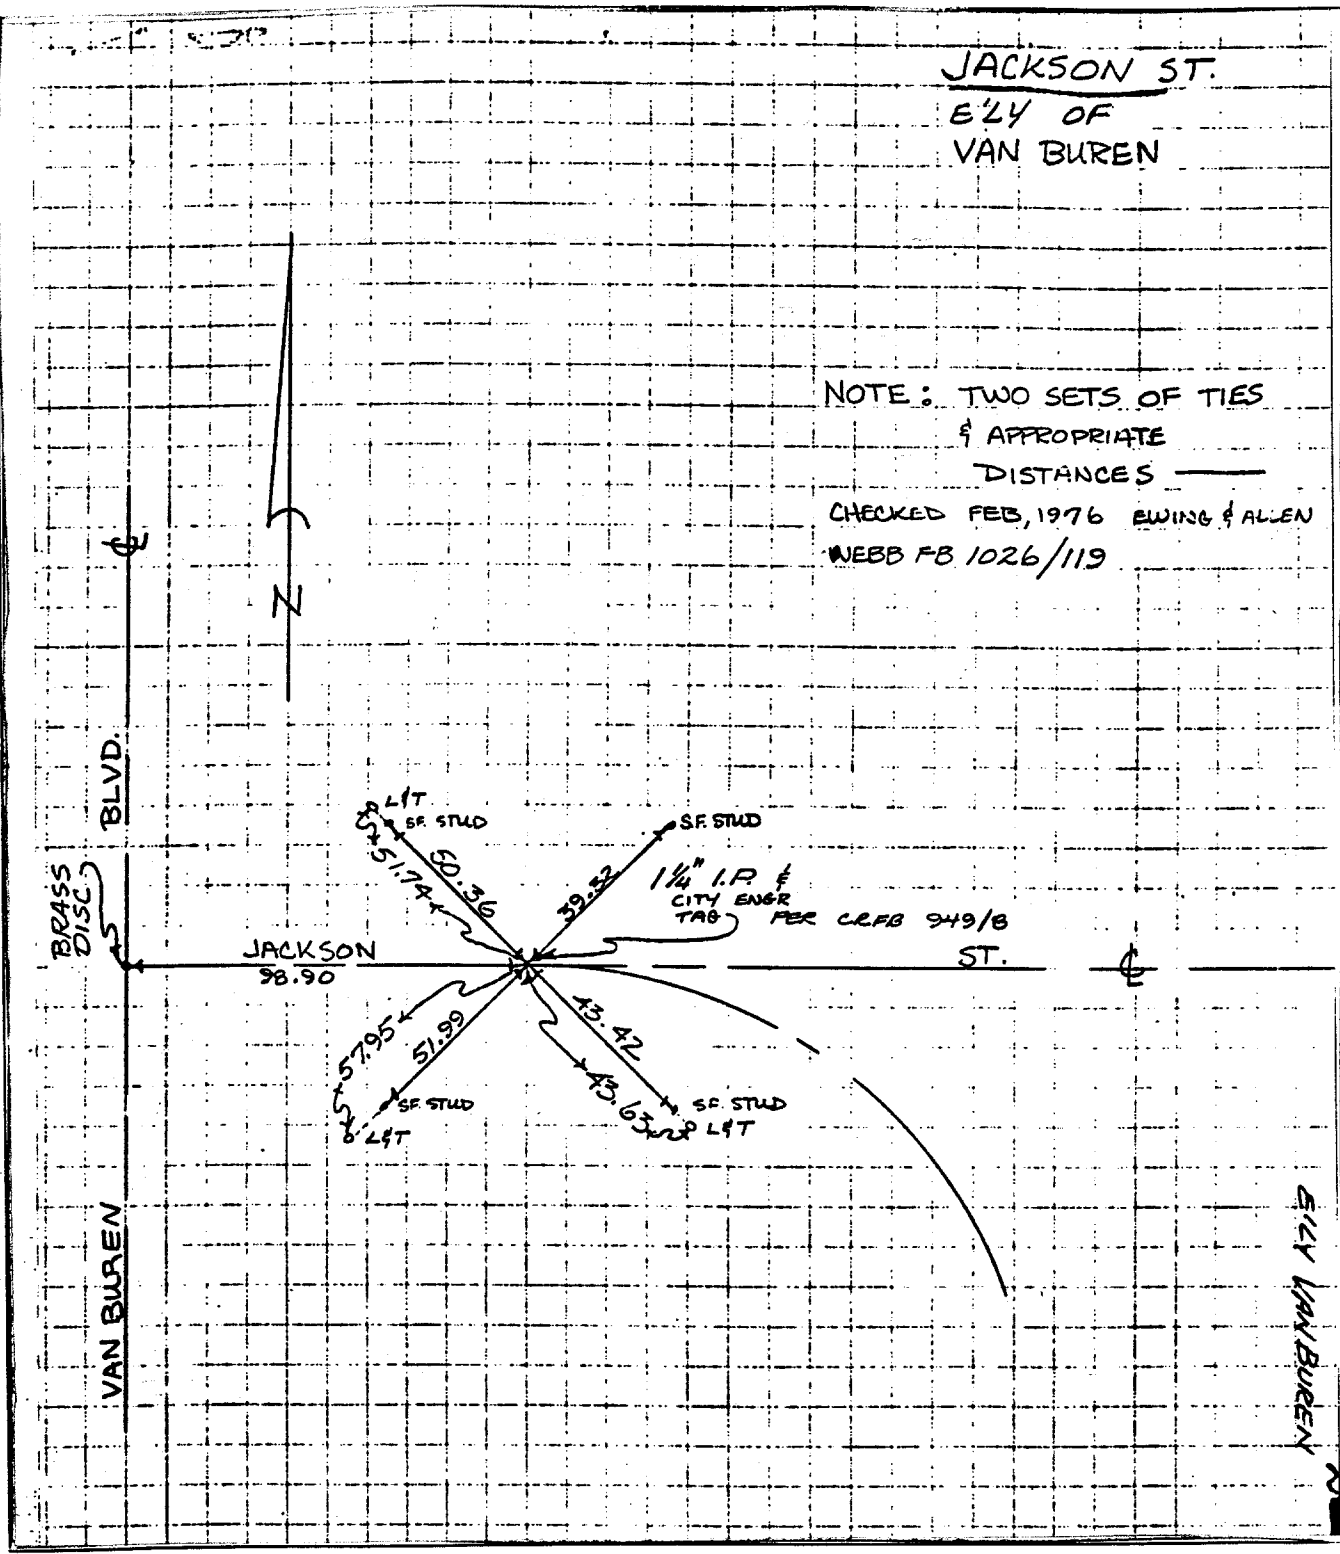 JACKSON ST.
E'LY OF
VAN BUREN
NOTE: TWO SETS OF TIES
& APPROPRIATE
DISTANCES
CHECKED FEB, 1976 EWING & ALLEN
WEBB FB 1026/119
℄
N
BLVD.
BRASS
DISC
L&T
S.F. STUD
51.74
50.36
S.F. STUD
39.32
1¼" I.P. &
CITY ENGR
TAG
PER C.R.F.B 949/8
JACKSON
98.90
ST.
℄
57.95
51.99
S.F. STUD
L&T
43.42
43.63
S.F. STUD
L&T
VAN BUREN
E'LY VAN BUREN